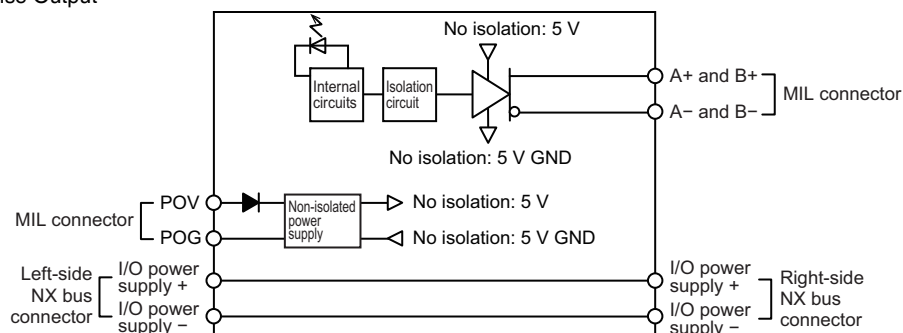 No isolation: 5 V
Internal
circuits
Isolation
circuit
A+ and B+
A− and B−
MIL connector
No isolation: 5 V GND
MIL connector
POV
POG
Non-isolated
power
supply
No isolation: 5 V
No isolation: 5 V GND
Left-side
NX bus
connector
I/O power
supply +
I/O power
supply −
I/O power
supply +
I/O power
supply −
Right-side
NX bus
connector